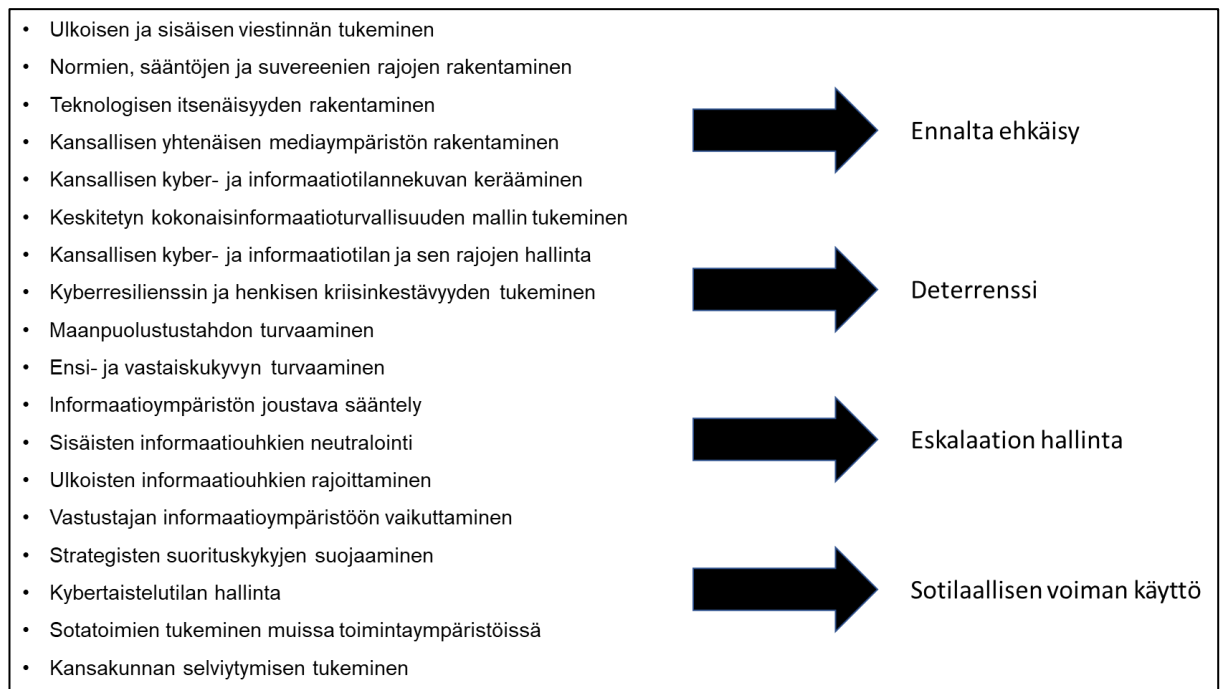 • Ulkoisen ja sisäisen viestinnän tukeminen
• Normien, sääntöjen ja suvereenien rajojen rakentaminen
• Teknologisen itsenäisyyden rakentaminen
• Kansallisen yhtenäisen mediaympäristön rakentaminen
• Kansallisen kyber- ja informaatiotilannekuvan kerääminen
• Keskitetyn kokonaisinformaatioturvallisuuden mallin tukeminen
• Kansallisen kyber- ja informaatiotilan ja sen rajojen hallinta
• Kyberresilienssin ja henkisen kriisinkestävyyden tukeminen
• Maanpuolustustahdon turvaaminen
• Ensi- ja vastaiskukyvyn turvaaminen
• Informaatioympäristön joustava sääntely
• Sisäisten informaatiouhkien neutralointi
• Ulkoisten informaatiouhkien rajoittaminen
• Vastustajan informaatioympäristöön vaikuttaminen
• Strategisten suorituskykyjen suojaaminen
• Kybertaistelutilan hallinta
• Sotatoimien tukeminen muissa toimintaympäristöissä
• Kansakunnan selviytymisen tukeminen
Ennalta ehkäisy
Deterrenssi
Eskalaation hallinta
Sotilaallisen voiman käyttö